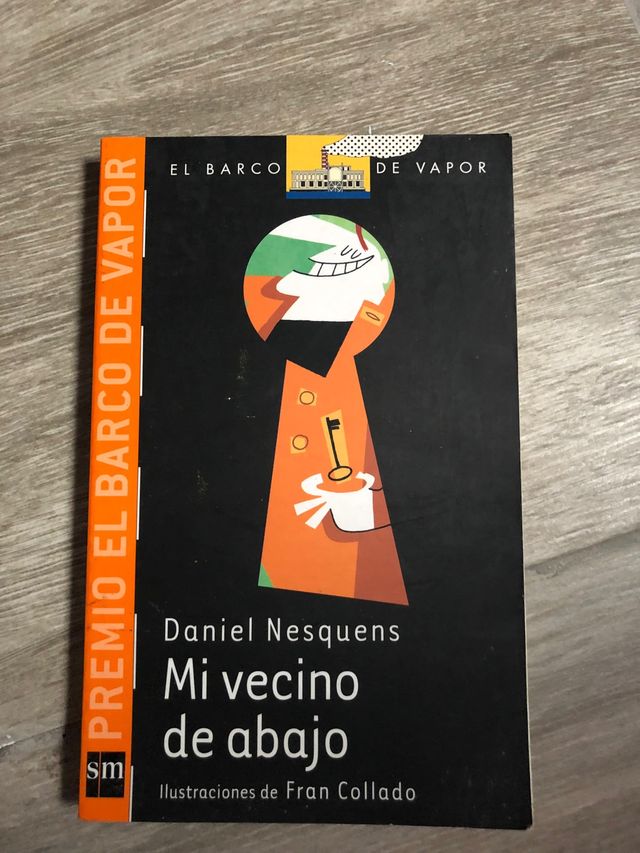 EL BARCO DE VAPOR
PREMIO EL BARCO DE VAPOR
Daniel Nesquens
Mi vecino
de abajo
Ilustraciones de Fran Collado
sm